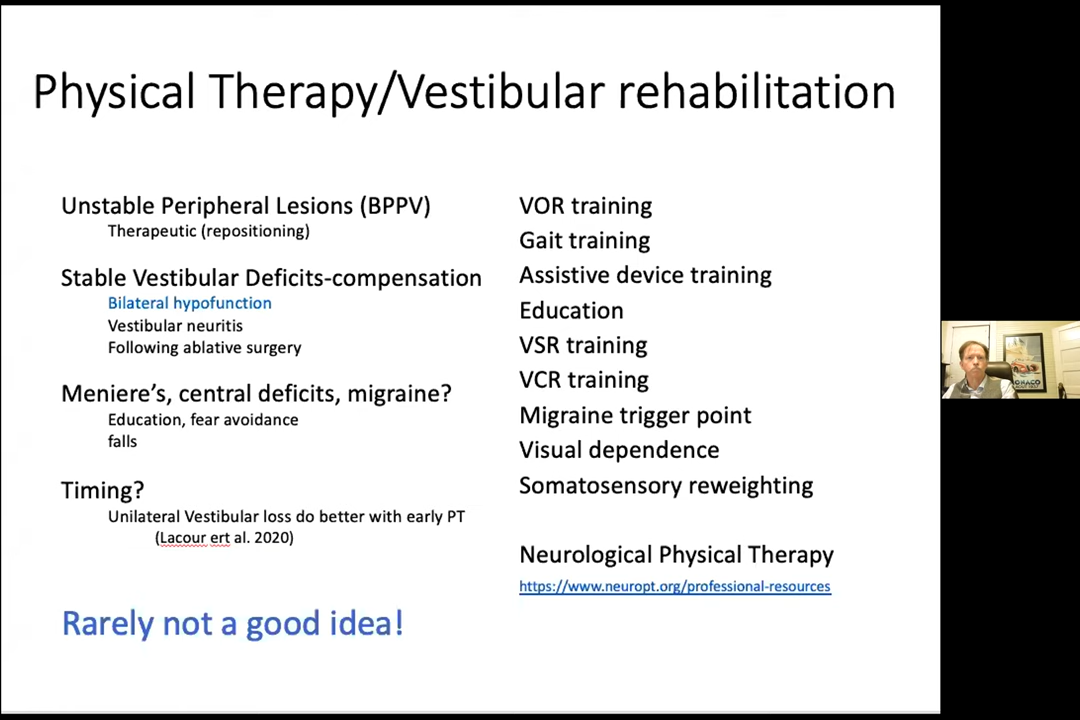 Physical Therapy/Vestibular rehabilitation
Unstable Peripheral Lesions (BPPV)
Therapeutic (repositioning)
Stable Vestibular Deficits-compensation
Bilateral hypofunction
Vestibular neuritis
Following ablative surgery
Meniere's, central deficits, migraine?
Education, fear avoidance
falls
Timing?
Unilateral Vestibular loss do better with early PT
(Lacour ert al. 2020)
Rarely not a good idea!
VOR training
Gait training
Assistive device training
Education
VSR training
VCR training
Migraine trigger point
Visual dependence
Somatosensory reweighting
Neurological Physical Therapy
https://www.neuropt.org/professional-resources